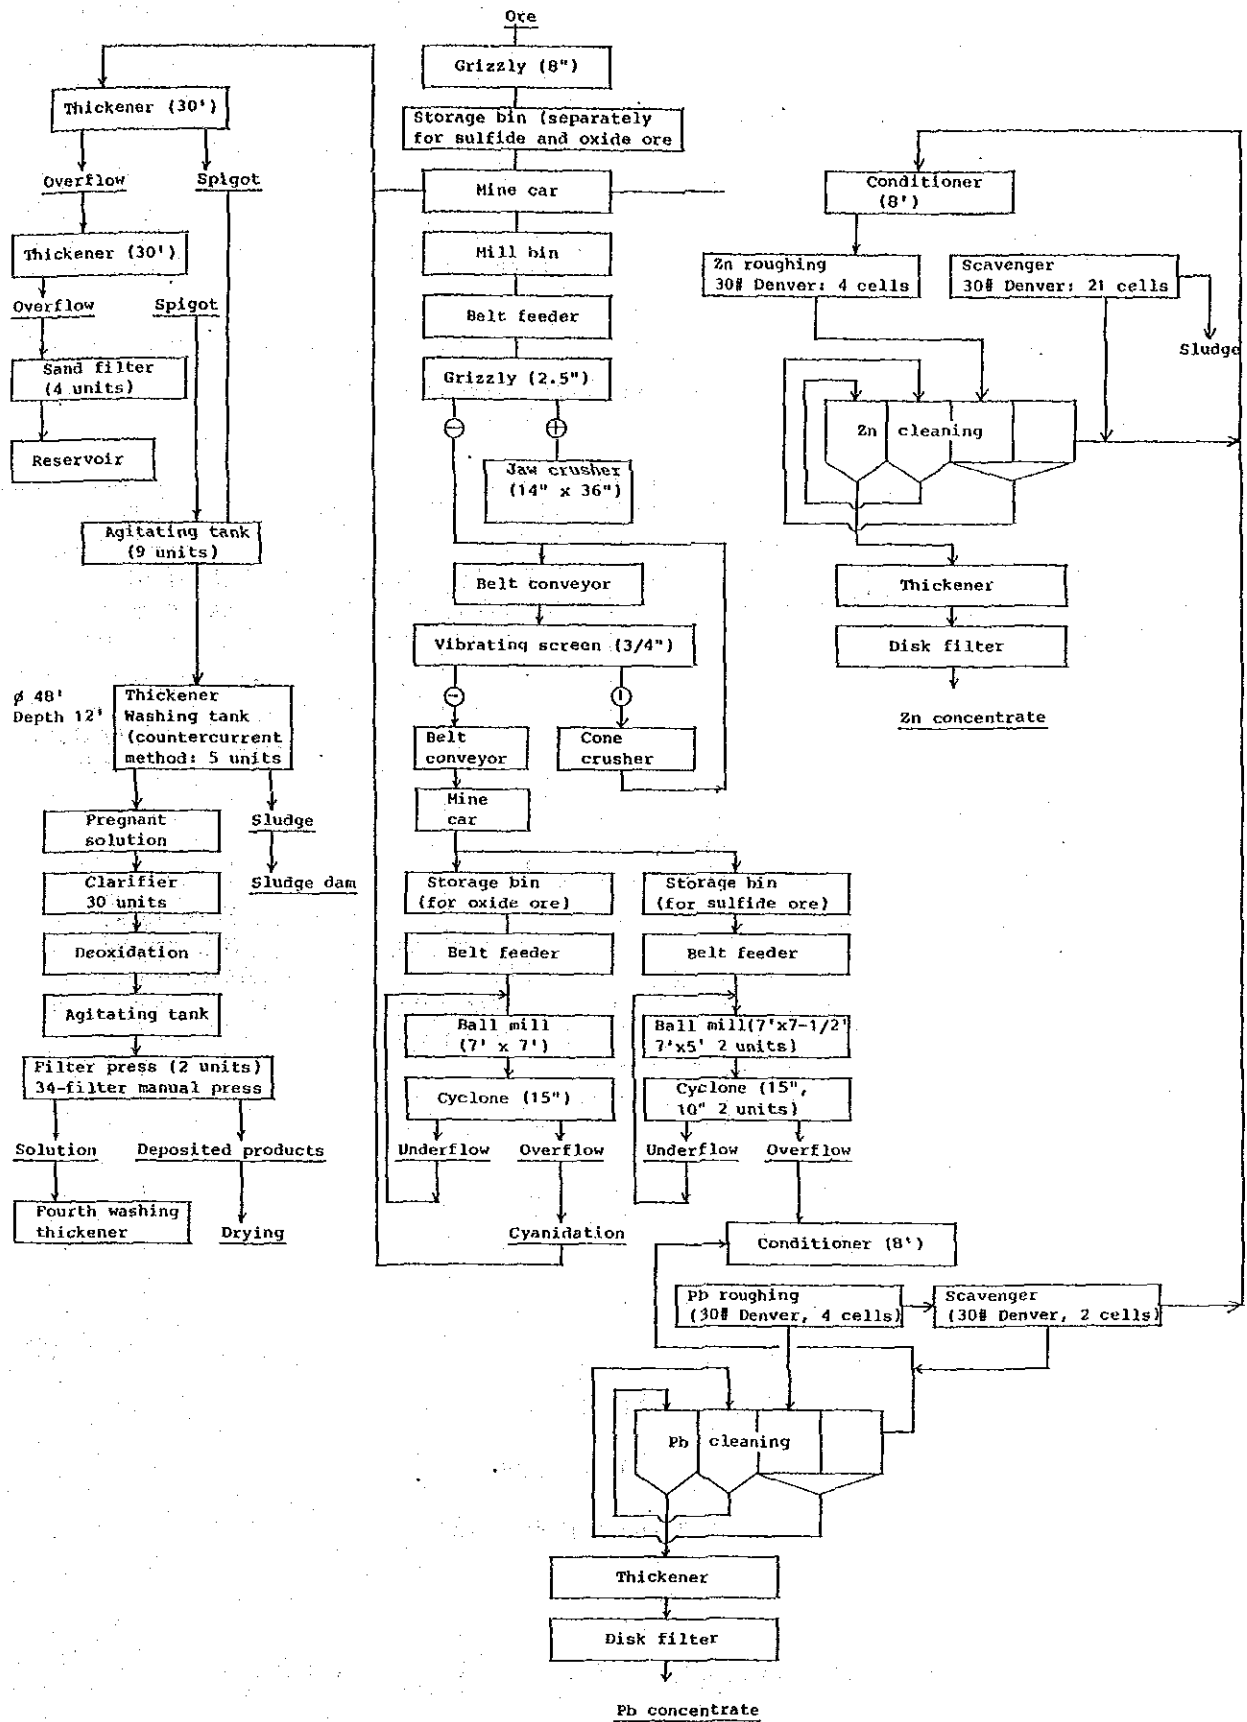 Ore
Grizzly (8")
Storage bin (separately
for sulfide and oxide ore
Mine car
Mill bin
Belt feeder
Grizzly (2.5")
Jaw crusher
(14" x 36")
Belt conveyor
Vibrating screen (3/4")
Belt
conveyor
Cone
crusher
Mine
car
Storage bin
(for oxide ore)
Belt feeder
Ball mill
(7' x 7')
Cyclone (15")
Underflow
Overflow
Cyanidation
Storage bin
(for sulfide ore)
Belt feeder
Ball mill(7'x7-1/2'
7'x5' 2 units)
Cyclone (15",
10" 2 units)
Underflow
Overflow
Conditioner (8')
Pb roughing
(30# Denver, 4 cells)
Scavenger
(30# Denver, 2 cells)
Pb cleaning
Thickener
Disk filter
Pb concentrate
Thickener (30')
Overflow
Spigot
Thickener (30')
Overflow
Spigot
Sand filter
(4 units)
Reservoir
Agitating tank
(9 units)
ø 48'
Depth 12'
Thickener
Washing tank
(countercurrent
method: 5 units
Pregnant
solution
Sludge
Sludge dam
Clarifier
30 units
Deoxidation
Agitating tank
Filter press (2 units)
34-filter manual press
Solution
Deposited products
Fourth washing
thickener
Drying
Conditioner
(8')
Zn roughing
30# Denver: 4 cells
Scavenger
30# Denver: 21 cells
Sludge
Zn cleaning
Thickener
Disk filter
Zn concentrate